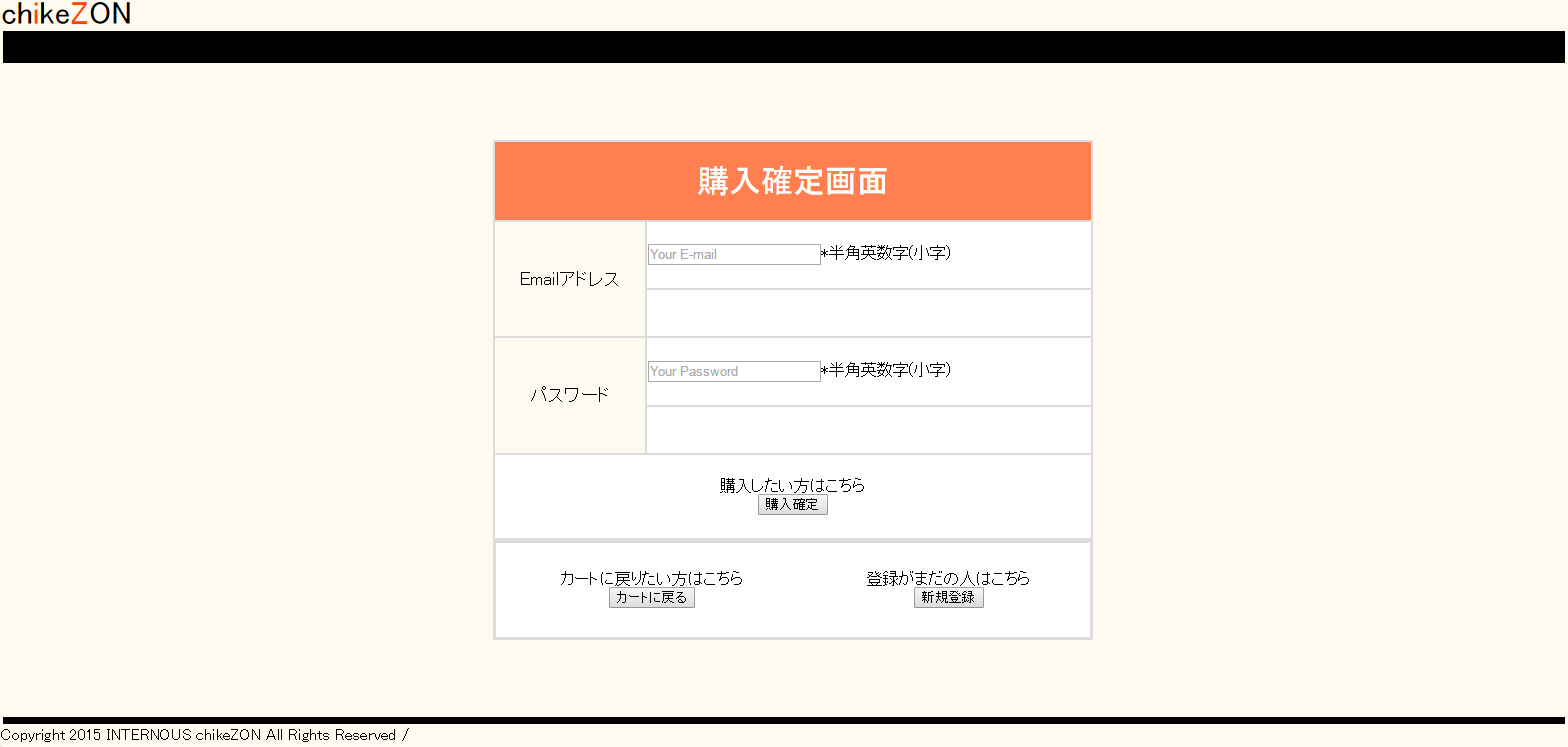 chikeZON
購入確定画面
Emailアドレス
Your E-mail *半角英数字(小字)
パスワード
Your Password *半角英数字(小字)
購入したい方はこちら
購入確定
カートに戻りたい方はこちら 登録がまだの人はこちら
カートに戻る 新規登録
Copyright 2015 INTERNOUS chikeZON All Rights Reserved /